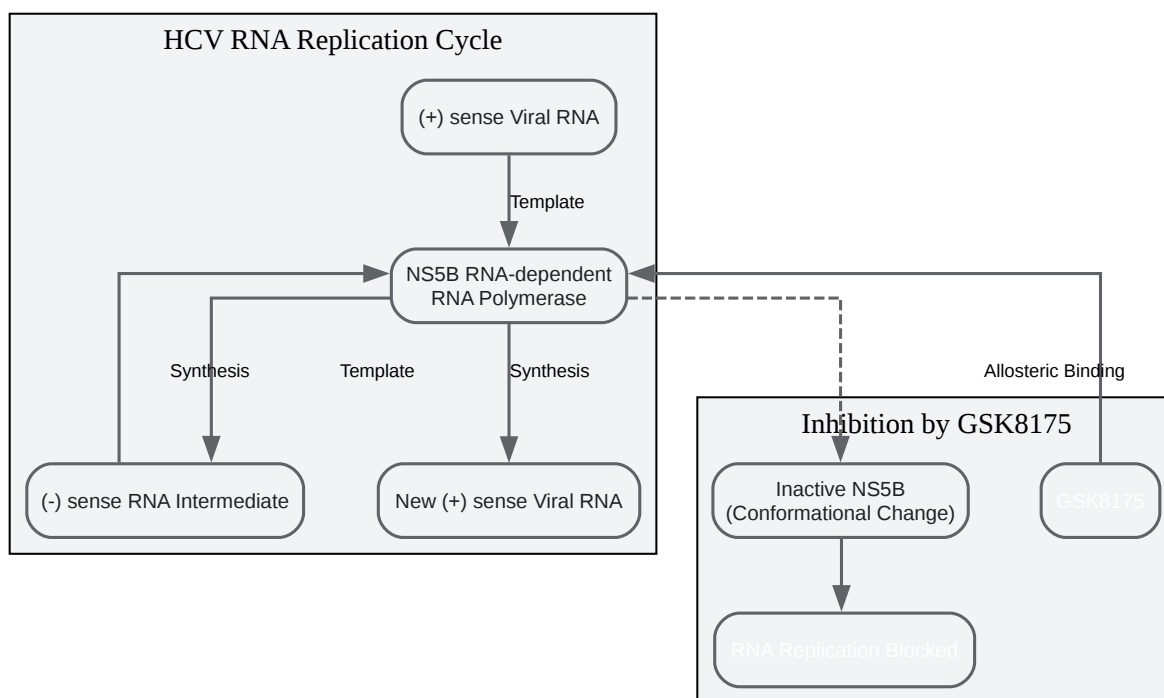 HCV RNA Replication Cycle
(+) sense Viral RNA
Template
NS5B RNA-dependent
RNA Polymerase
Synthesis
Template
Synthesis
Allosteric Binding
(-) sense RNA Intermediate
New (+) sense Viral RNA
Inhibition by GSK8175
Inactive NS5B
(Conformational Change)
GSK8175
RNA Replication Blocked